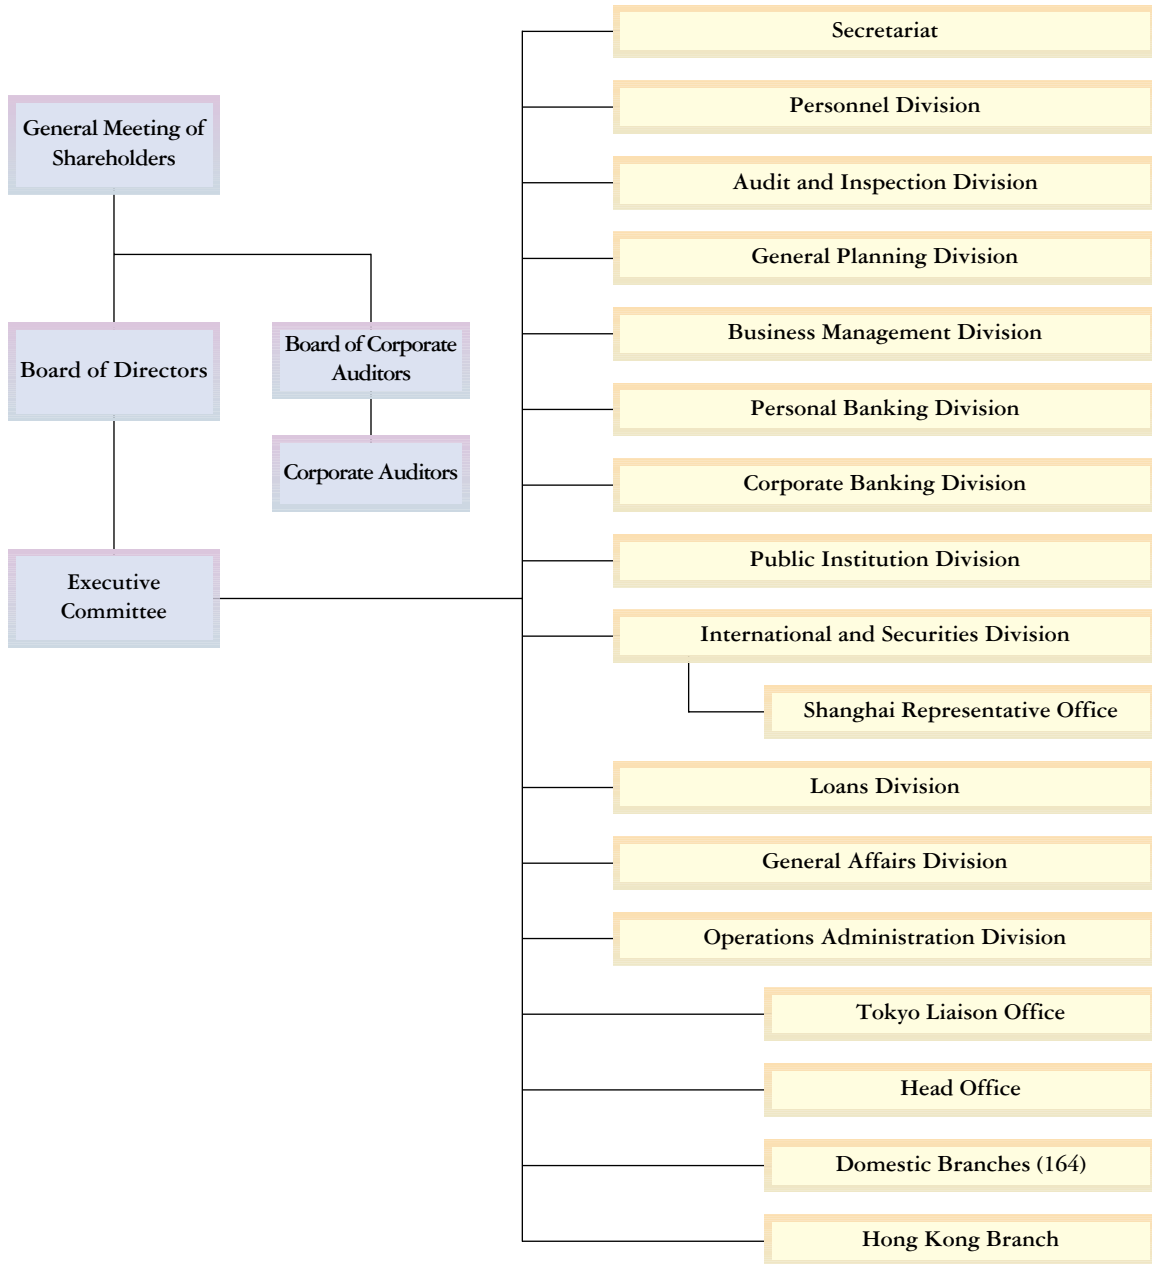 General Meeting of
Shareholders
Board of Directors
Board of Corporate
Auditors
Corporate Auditors
Executive
Committee
Secretariat
Personnel Division
Audit and Inspection Division
General Planning Division
Business Management Division
Personal Banking Division
Corporate Banking Division
Public Institution Division
International and Securities Division
Shanghai Representative Office
Loans Division
General Affairs Division
Operations Administration Division
Tokyo Liaison Office
Head Office
Domestic Branches (164)
Hong Kong Branch